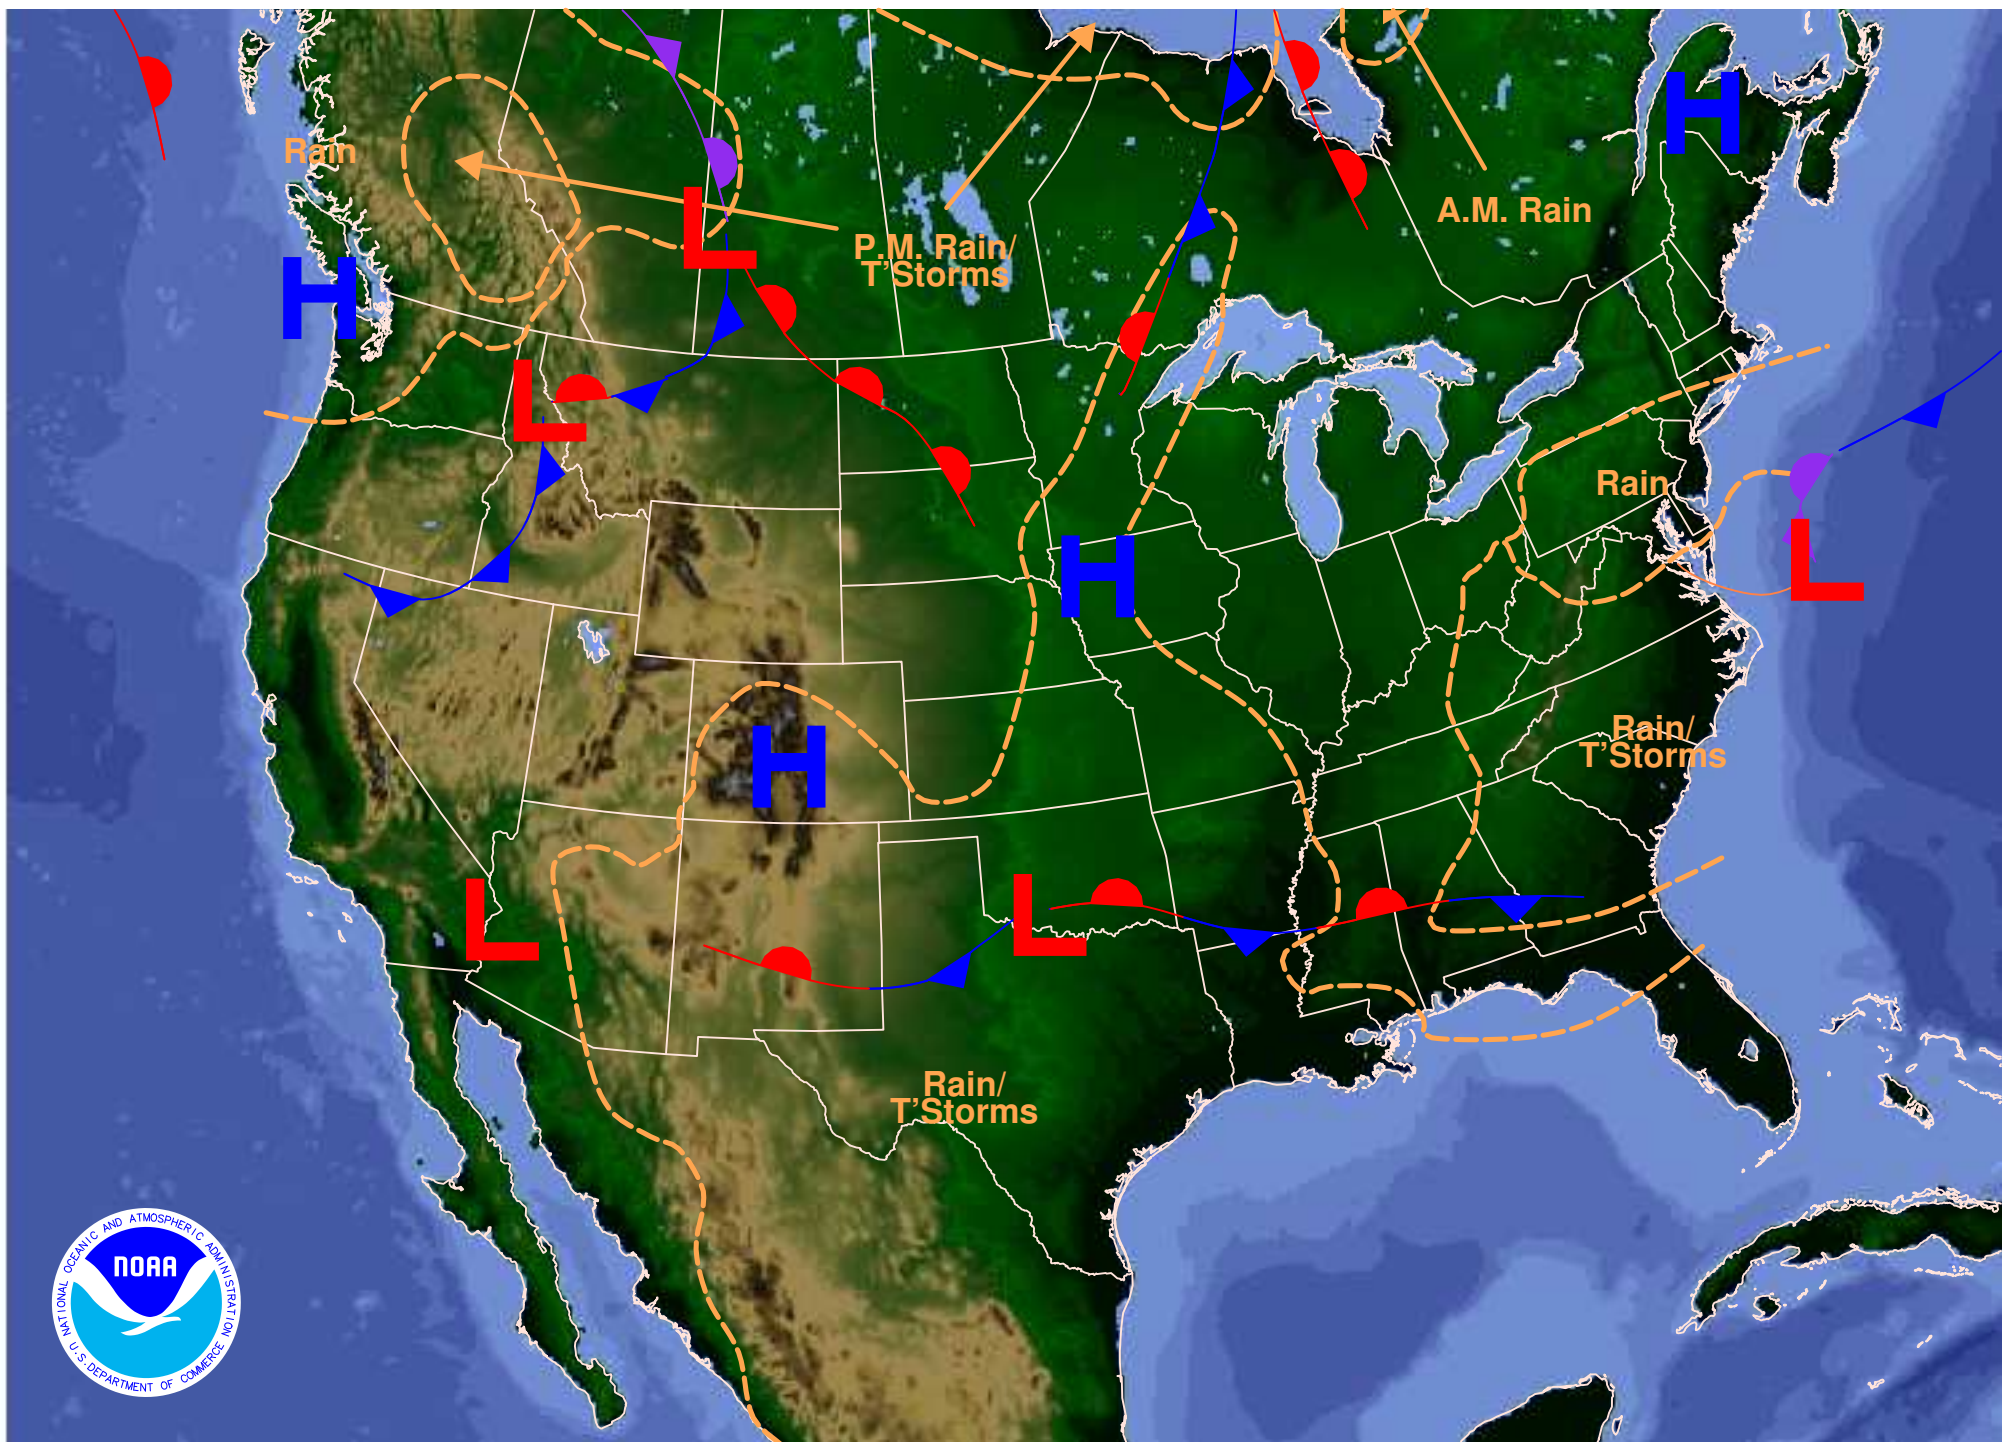 H
Rain
L
A.M. Rain
P.M. Rain/
T'Storms
H
L
Rain
H
L
Rain/
T'Storms
H
L
L
Rain/
T'Storms
NATIONAL OCEANIC AND ATMOSPHERIC ADMINISTRATION
NOAA
U.S. DEPARTMENT OF COMMERCE